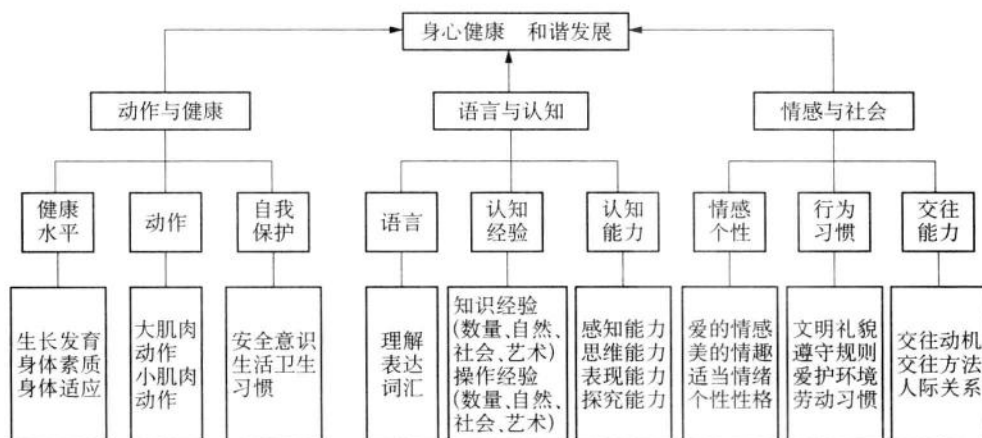 身心健康 和谐发展
动作与健康
语言与认知
情感与社会
健康
水平
动作
自我
保护
语言
认知
经验
认知
能力
情感
个性
行为
习惯
交往
能力
生长发育
身体素质
身体适应
大肌肉
动作
小肌肉
动作
安全意识
生活卫生
习惯
理解
表达
词汇
知识经验
(数量、自然、
社会、艺术)
操作经验
(数量、自然、
社会、艺术)
感知能力
思维能力
表现能力
探究能力
爱的情感
美的情趣
适当情绪
个性性格
文明礼貌
遵守规则
爱护环境
劳动习惯
交往动机
交往方法
人际关系